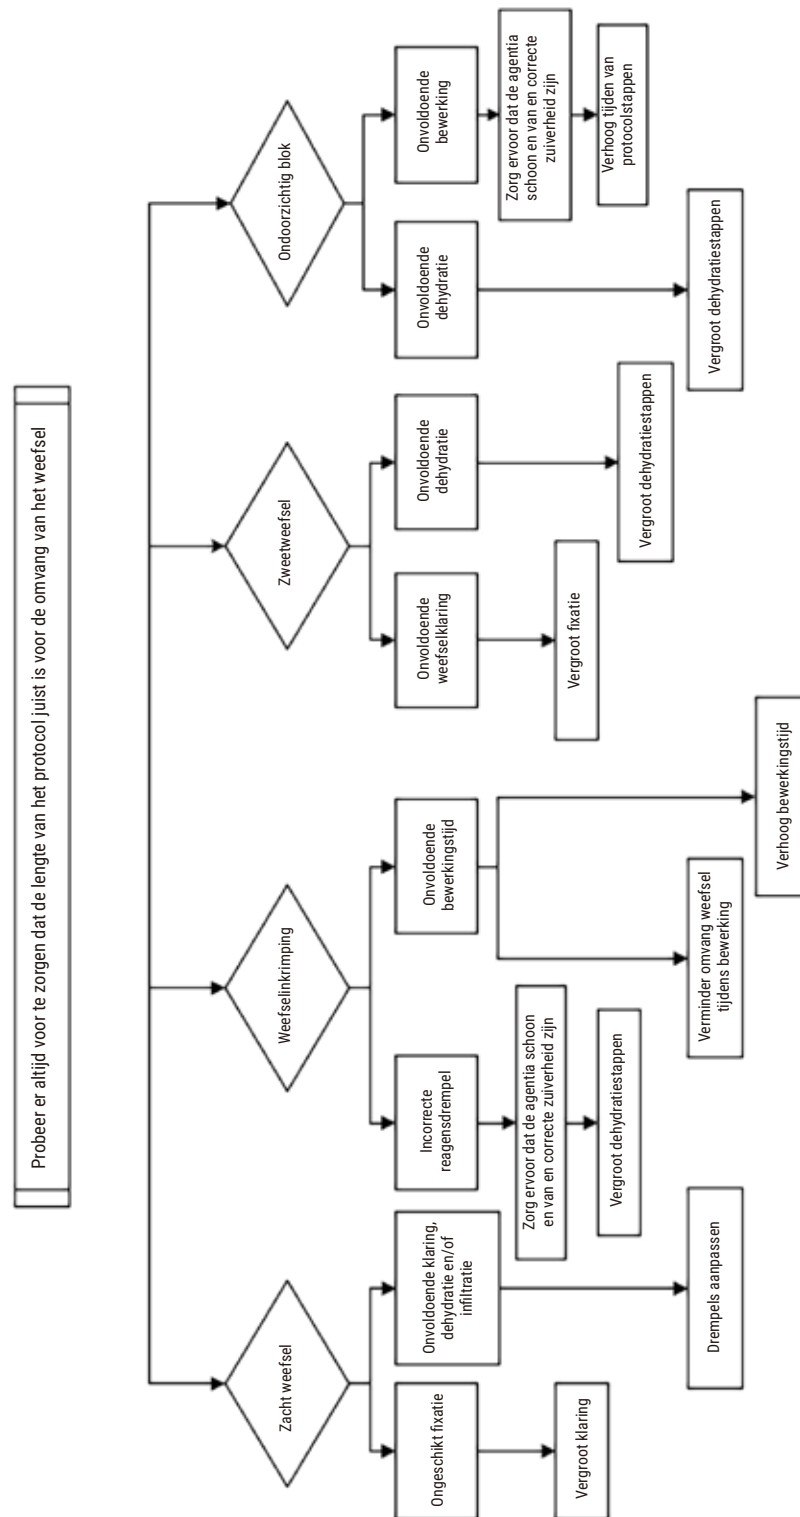 Probeer er altijd voor te zorgen dat de lengte van het protocol juist is voor de omvang van het weefsel
Zacht weefsel
Ongeschikt fixatie
Vergroot klaring
Onvoldoende klaring,
dehydratie en/of
infiltratie
Drempels aanpassen
Weefselinkrimping
Incorrecte
reagensdrempel
Zorg ervoor dat de agentia schoon
en van en correcte zuiverheid zijn
Vergroot dehydratiestappen
Onvoldoende
bewerkingstijd
Verminder omvang weefsel
tijdens bewerking
Verhoog bewerkingstijd
Zweetweefsel
Onvoldoende
weefselklaring
Vergroot fixatie
Onvoldoende
dehydratie
Vergroot dehydratiestappen
Ondoorzichtig blok
Onvoldoende
dehydratie
Vergroot dehydratiestappen
Onvoldoende
bewerking
Zorg ervoor dat de agentia
schoon en van en correcte
zuiverheid zijn
Verhoog tijden van
protocolstappen